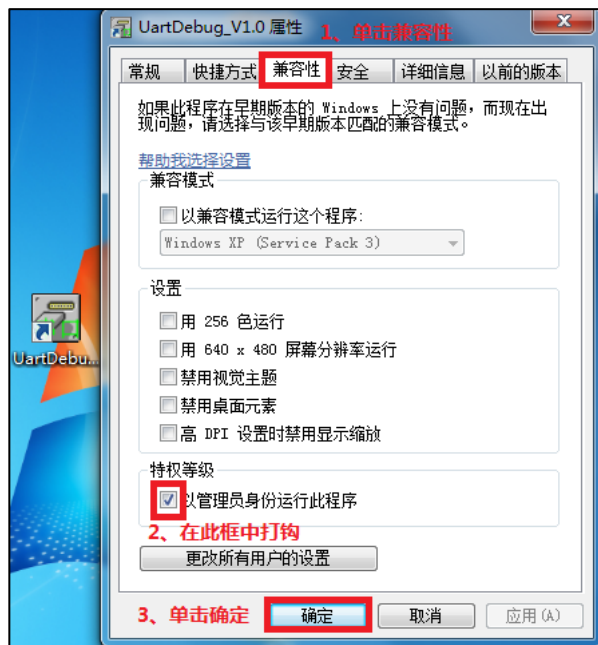 UartDebug_V1.0 属性
1、单击兼容性
常规 快捷方式 兼容性 安全 详细信息 以前的版本
如果此程序在早期版本的 Windows 上没有问题，而现在出
现问题，请选择与该早期版本匹配的兼容模式。
帮助我选择设置
兼容模式
以兼容模式运行这个程序:
Windows XP (Service Pack 3)
设置
用 256 色运行
用 640 x 480 屏幕分辨率运行
禁用视觉主题
禁用桌面元素
高 DPI 设置时禁用显示缩放
UartDebu...
特权等级
以管理员身份运行此程序
2、在此框中打钩
更改所有用户的设置
3、单击确定
确定 取消 应用(A)